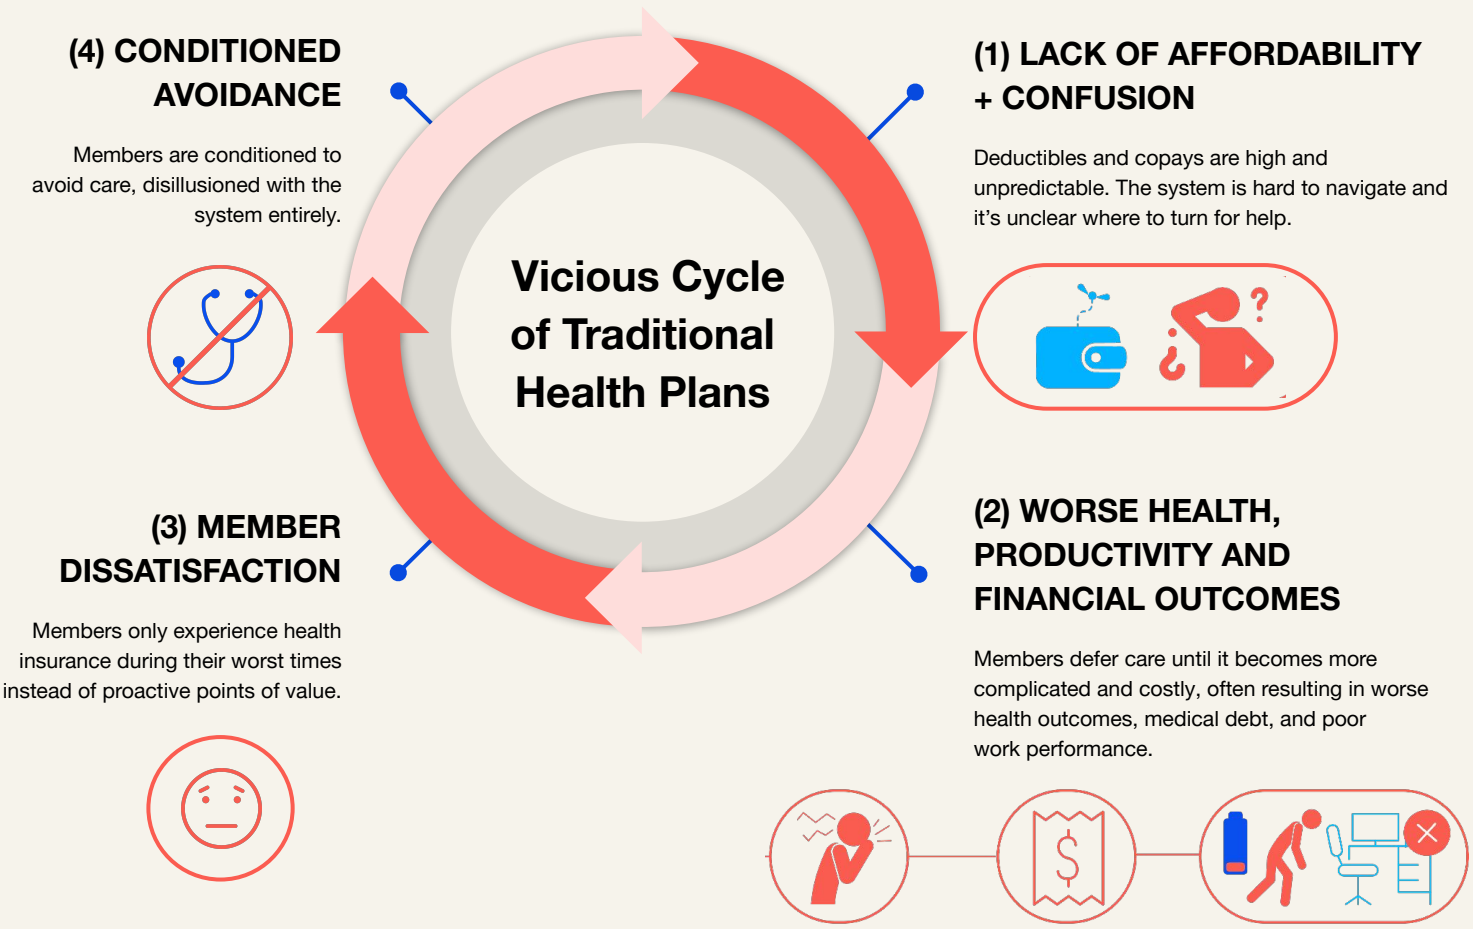 Vicious Cycle
of Traditional
Health Plans
(1) LACK OF AFFORDABILITY
+ CONFUSION
Deductibles and copays are high and
unpredictable. The system is hard to navigate and
it’s unclear where to turn for help.
? ?
(2) WORSE HEALTH,
PRODUCTIVITY AND
FINANCIAL OUTCOMES
Members defer care until it becomes more
complicated and costly, often resulting in worse
health outcomes, medical debt, and poor
work performance.
$
(3) MEMBER
DISSATISFACTION
Members only experience health
insurance during their worst times
instead of proactive points of value.
(4) CONDITIONED
AVOIDANCE
Members are conditioned to
avoid care, disillusioned with the
system entirely.